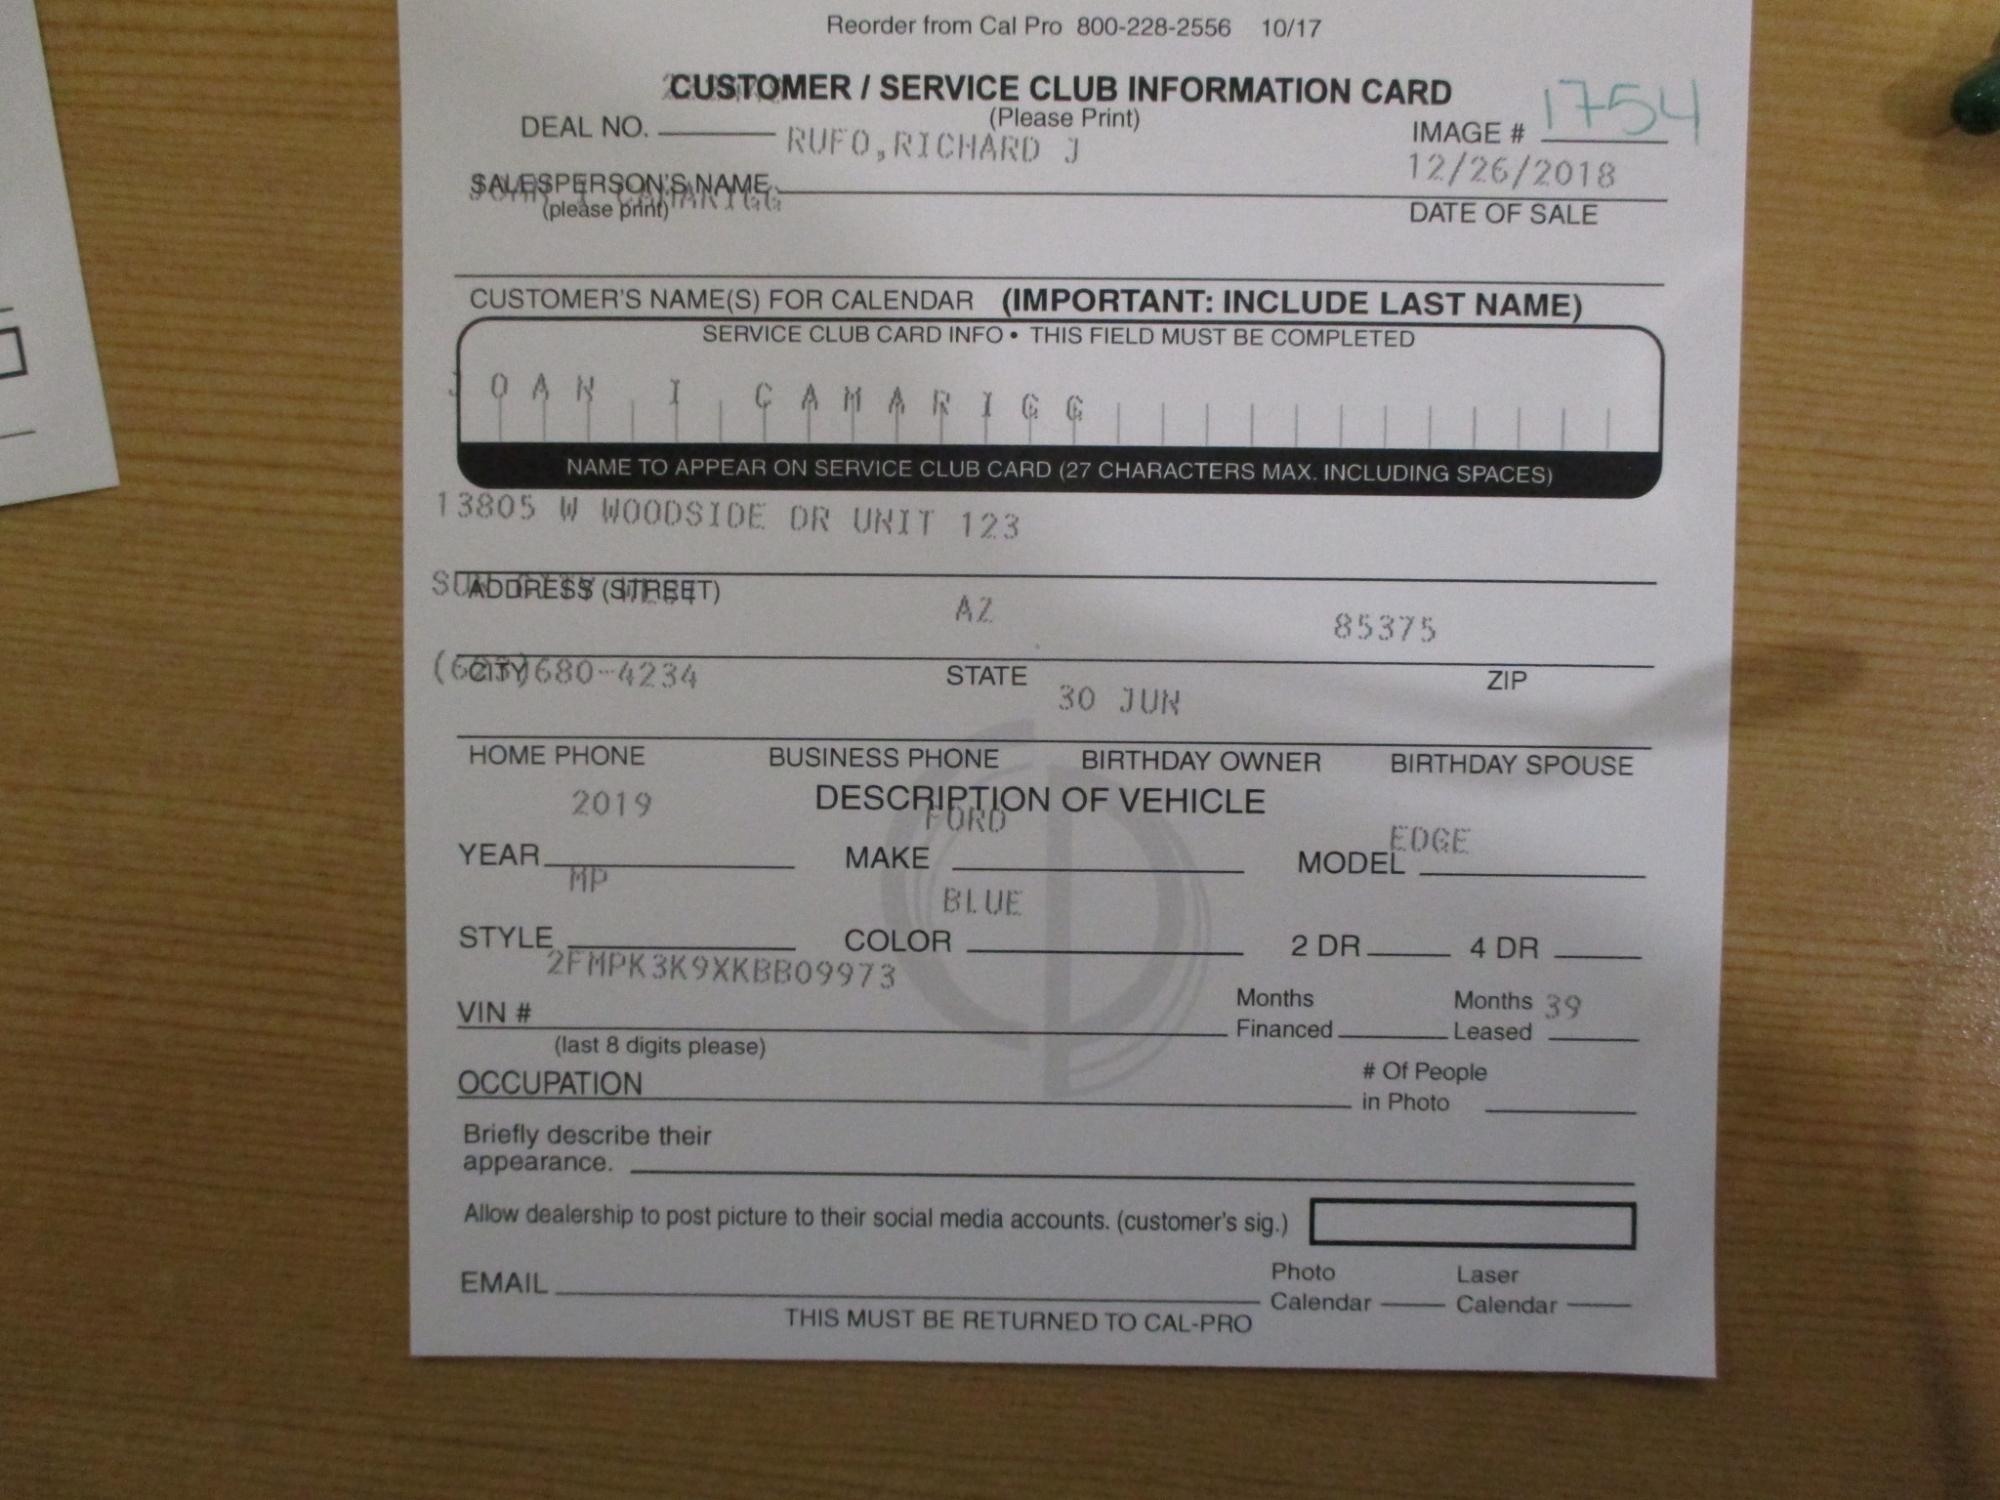 Reorder from Cal Pro 800-228-2556 10/17
CUSTOMER / SERVICE CLUB INFORMATION CARD
(Please Print)
DEAL NO.
RUFO,RICHARD J
IMAGE # 1754
12/26/2018
SALESPERSON'S NAME
(please print)
DATE OF SALE
CUSTOMER'S NAME(S) FOR CALENDAR (IMPORTANT: INCLUDE LAST NAME)
SERVICE CLUB CARD INFO • THIS FIELD MUST BE COMPLETED
JOAN I CAMARIGG
NAME TO APPEAR ON SERVICE CLUB CARD (27 CHARACTERS MAX. INCLUDING SPACES)
13805 W WOODSIDE DR UNIT 123
ADDRESS (STREET)
AZ 85375
CITY STATE ZIP
680-4234
30 JUN
HOME PHONE BUSINESS PHONE BIRTHDAY OWNER BIRTHDAY SPOUSE
DESCRIPTION OF VEHICLE
2019 FORD EDGE
YEAR MAKE MODEL
MP BLUE
STYLE COLOR 2 DR 4 DR
2FMPK3K9XKBB09973
VIN #
(last 8 digits please)
Months Financed
Months Leased 39
OCCUPATION
# Of People in Photo
Briefly describe their
appearance.
Allow dealership to post picture to their social media accounts. (customer's sig.)
EMAIL
Photo Calendar
Laser Calendar
THIS MUST BE RETURNED TO CAL-PRO